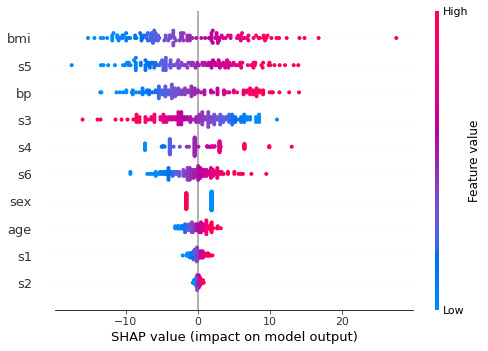 High
bmi
s5
bp
s3
s4
s6
sex
age
s1
s2
Low
Feature value
−10
0
10
20
SHAP value (impact on model output)